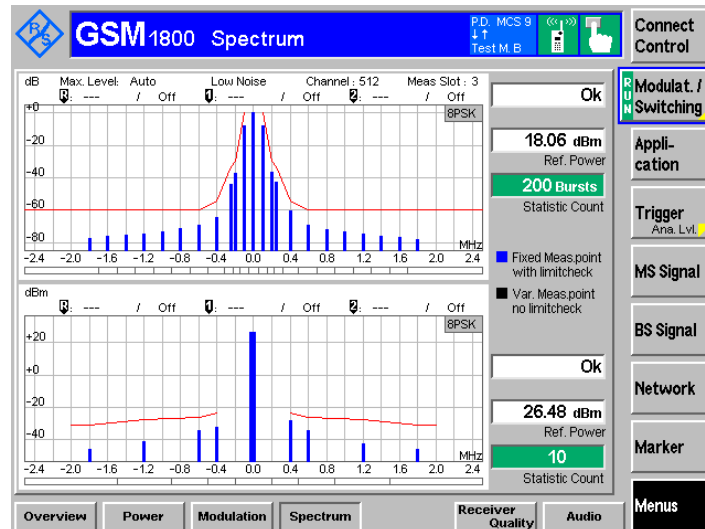 R&S
GSM 1800 Spectrum
P.D. MCS 9
↓↑
Test M. B
Connect Control
dB Max. Level: Auto Low Noise Channel : 512 Meas Slot : 3
R: --- / Off 1: --- / Off 2: --- / Off
8PSK
+0
-20
-40
-60
-80
MHz
-2.4 -2.0 -1.6 -1.2 -0.8 -0.4 0.0 0.4 0.8 1.2 1.6 2.0 2.4
Ok
18.06 dBm
Ref. Power
200 Bursts
Statistic Count
Fixed Meas.point
with limitcheck
Var. Meas.point
no limitcheck
dBm
R: --- / Off 1: --- / Off 2: --- / Off
8PSK
+20
+0
-20
-40
MHz
-2.4 -2.0 -1.6 -1.2 -0.8 -0.4 0.0 0.4 0.8 1.2 1.6 2.0 2.4
Ok
26.48 dBm
Ref. Power
10
Statistic Count
RUN
Modulat. /
Switching
Appli-
cation
Trigger
Ana. Lvl.
MS Signal
BS Signal
Network
Marker
Menus
Overview
Power
Modulation
Spectrum
Receiver
Quality
Audio